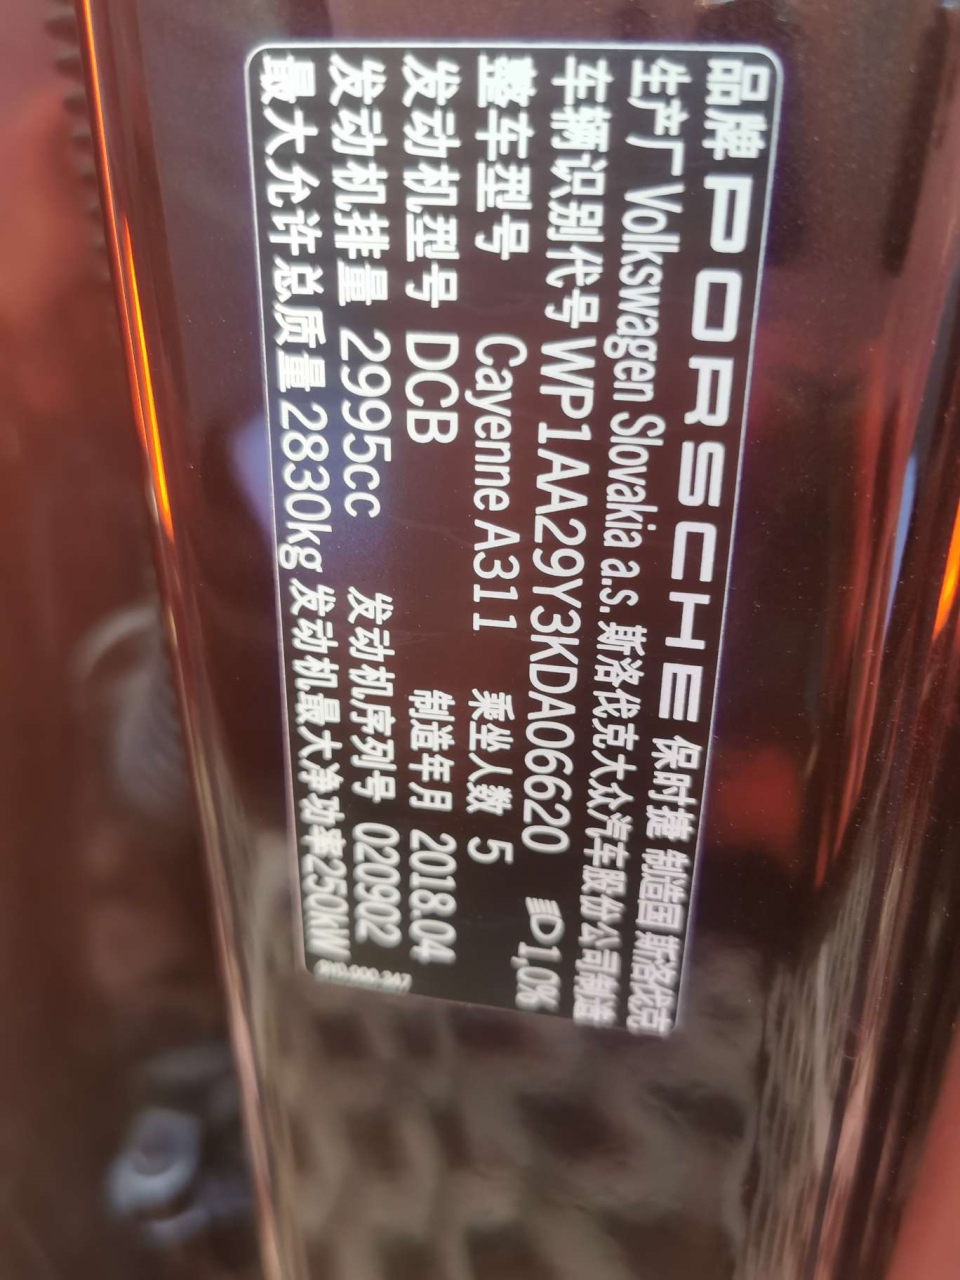 品牌 PORSCHE 保时捷 制造国 斯洛伐克
生产厂 Volkswagen Slovakia a.s. 斯洛伐克大众汽车股份公司制造
车辆识别代号 WP1AA29Y3KDA06620 1,0%
整车型号 Cayenne A311 乘坐人数 5
发动机型号 DCB 制造年月 2018.04
发动机排量 2995cc 发动机序列号 020902
最大允许总质量 2830kg 发动机最大净功率250kW